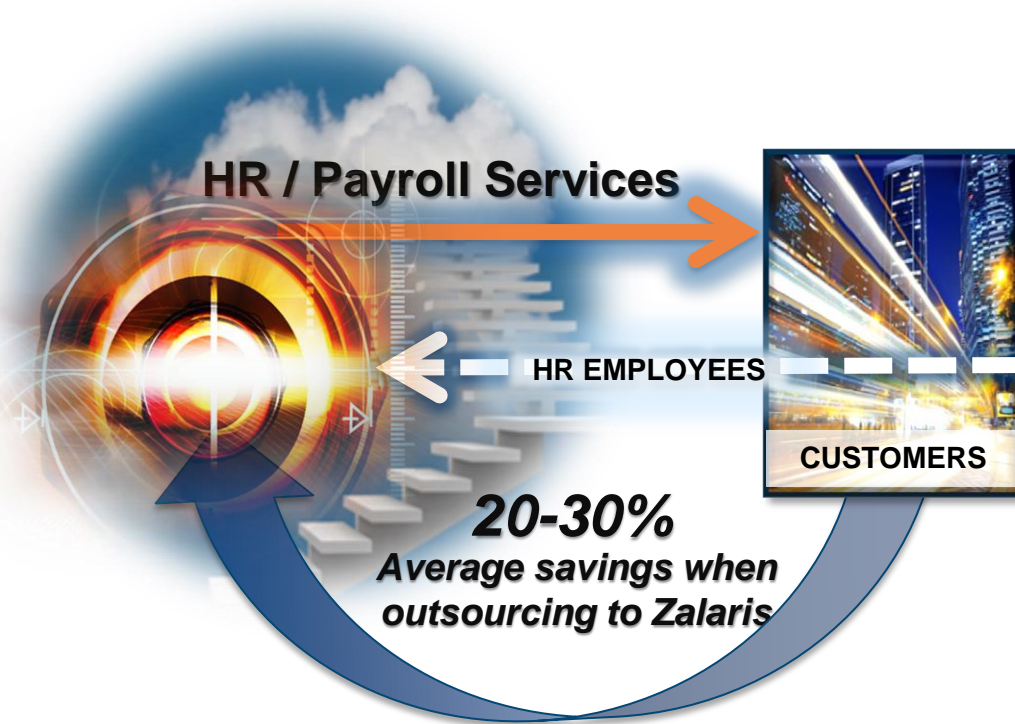 HR / Payroll Services
HR EMPLOYEES
CUSTOMERS
20-30%
Average savings when
outsourcing to Zalaris